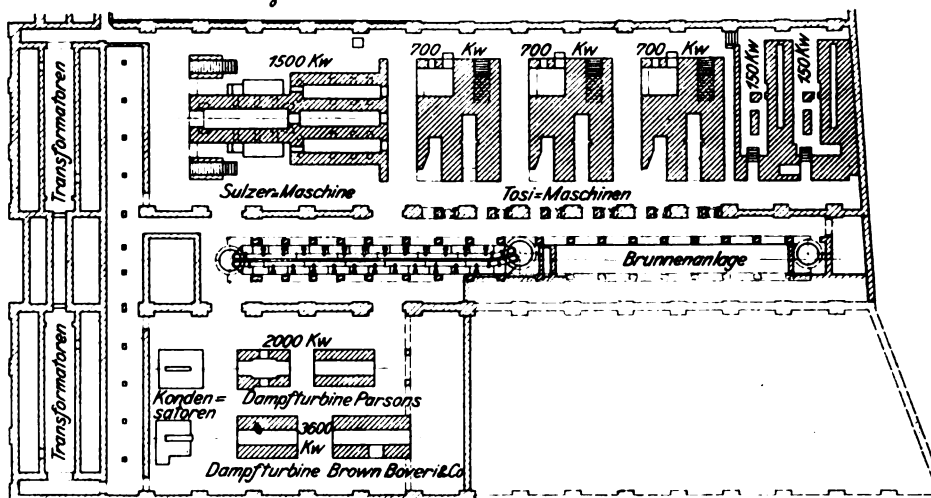 Transformatoren
1500 Kw
700 Kw
700 Kw
700 Kw
150 Kw
150 Kw
Sulzer=Maschine
Tosi=Maschinen
Brunnenanlage
Transformatoren
2000 Kw
Konden=
satoren
Dampfturbine Parsons
3600
Kw
Dampfturbine Brown Boveri & Co